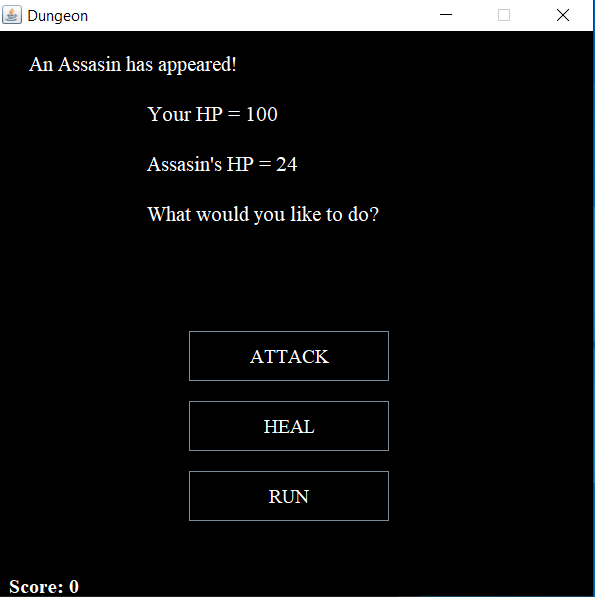 Dungeon
An Assasin has appeared!
Your HP = 100
Assasin's HP = 24
What would you like to do?
ATTACK
HEAL
RUN
Score: 0